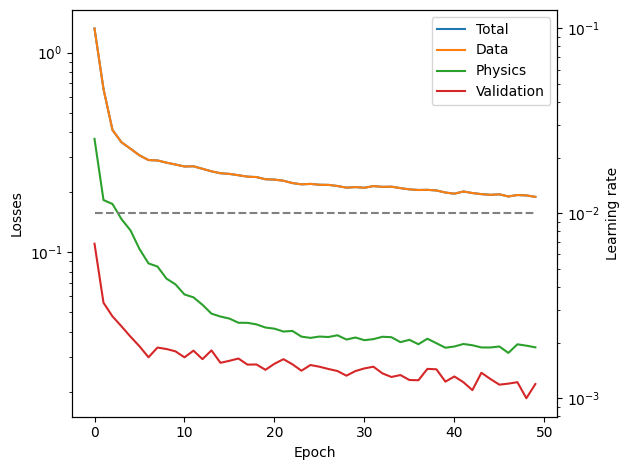 Total
Data
Physics
Validation
Losses
10⁰
10⁻¹
10⁻¹
10⁻²
10⁻³
Learning rate
0 10 20 30 40 50
Epoch